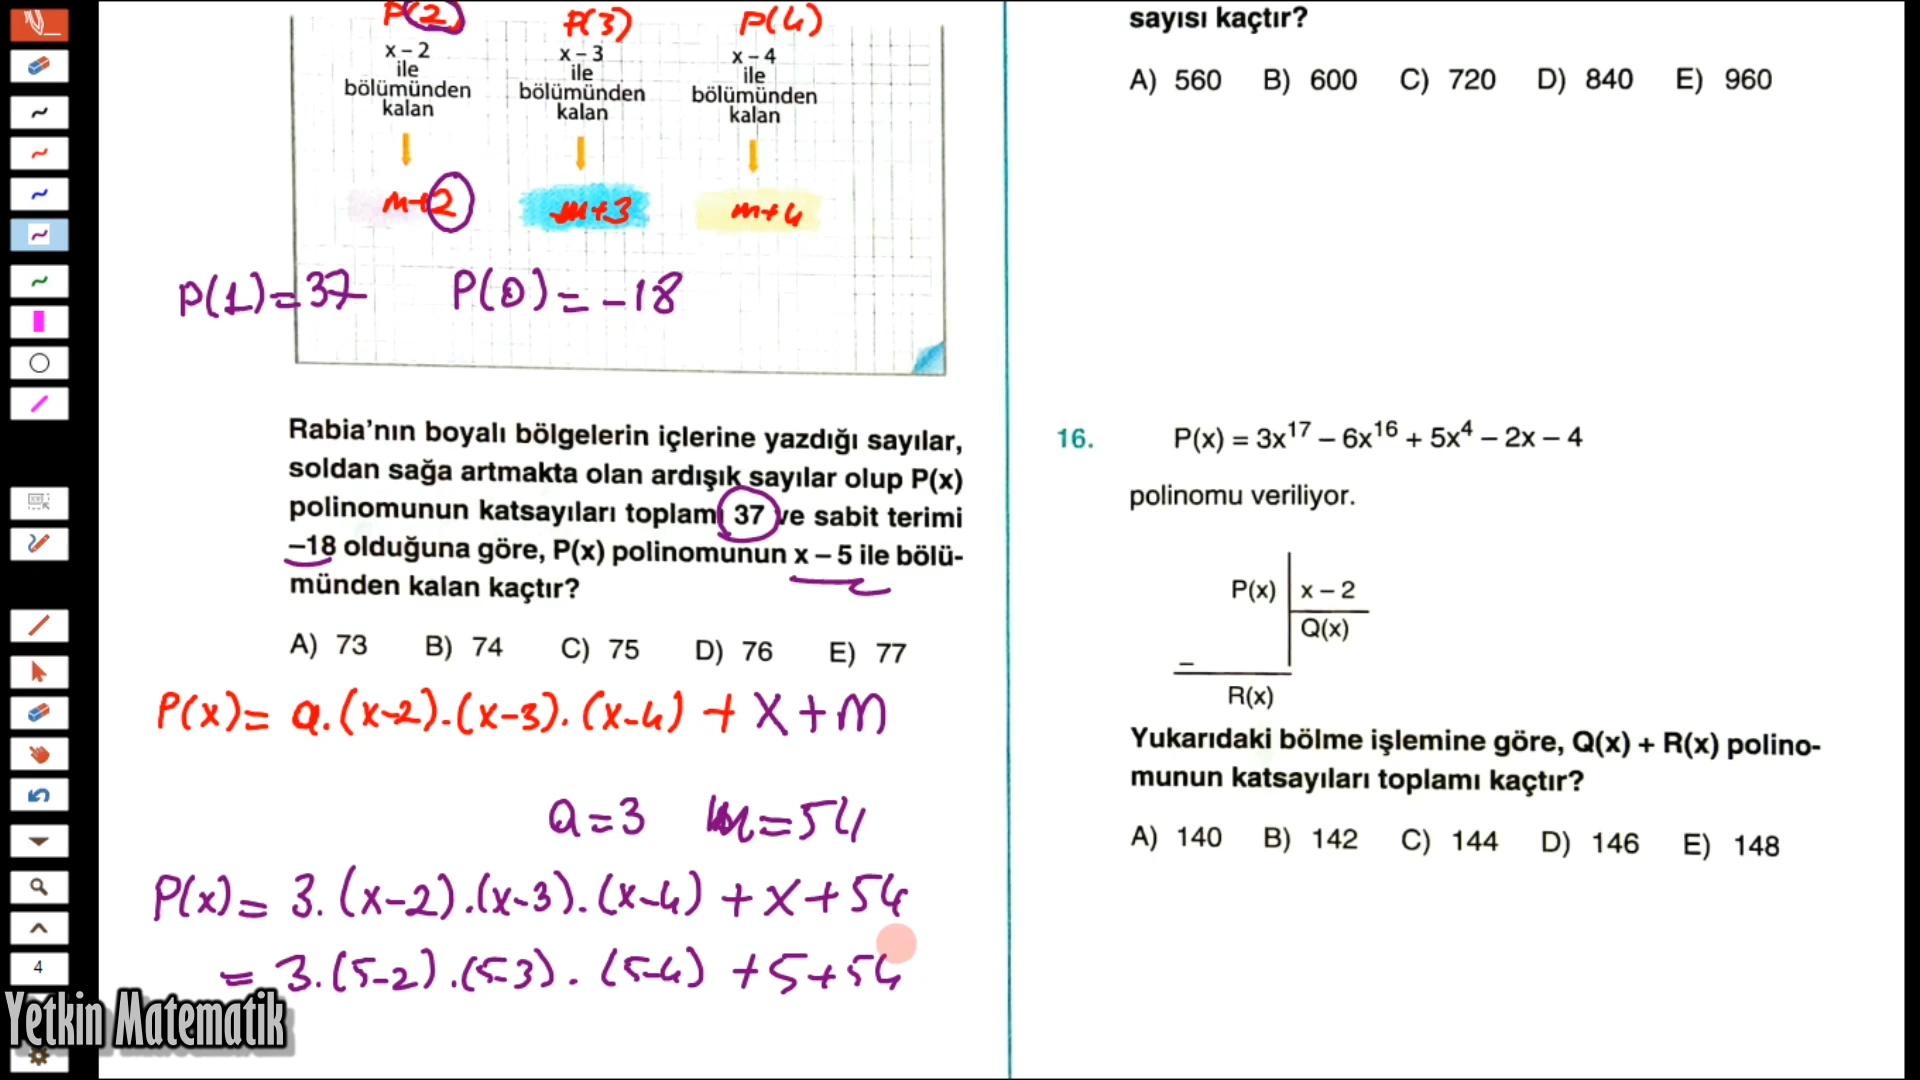 P(2)
x – 2
ile
bölümünden
kalan
m+2
P(3)
x – 3
ile
bölümünden
kalan
m+3
P(4)
x – 4
ile
bölümünden
kalan
m+4
P(1)=37 P(0)=-18
Rabia’nın boyalı bölgelerin içlerine yazdığı sayılar,
soldan sağa artmakta olan ardışık sayılar olup P(x)
polinomunun katsayıları toplamı 37 ve sabit terimi
–18 olduğuna göre, P(x) polinomunun x – 5 ile bölü-
münden kalan kaçtır?
A) 73 B) 74 C) 75 D) 76 E) 77
P(x)= a.(x-2).(x-3).(x-4) + x+m
a=3 m=54
P(x)= 3.(x-2).(x-3).(x-4) + x+54
= 3.(5-2).(5-3).(5-4) +5+54
sayısı kaçtır?
A) 560 B) 600 C) 720 D) 840 E) 960
16. P(x) = 3x¹⁷ – 6x¹⁶ + 5x⁴ – 2x – 4
polinomu veriliyor.
P(x) x – 2
Q(x)
–
R(x)
Yukarıdaki bölme işlemine göre, Q(x) + R(x) polino-
munun katsayıları toplamı kaçtır?
A) 140 B) 142 C) 144 D) 146 E) 148
4
Yetkin Matematik